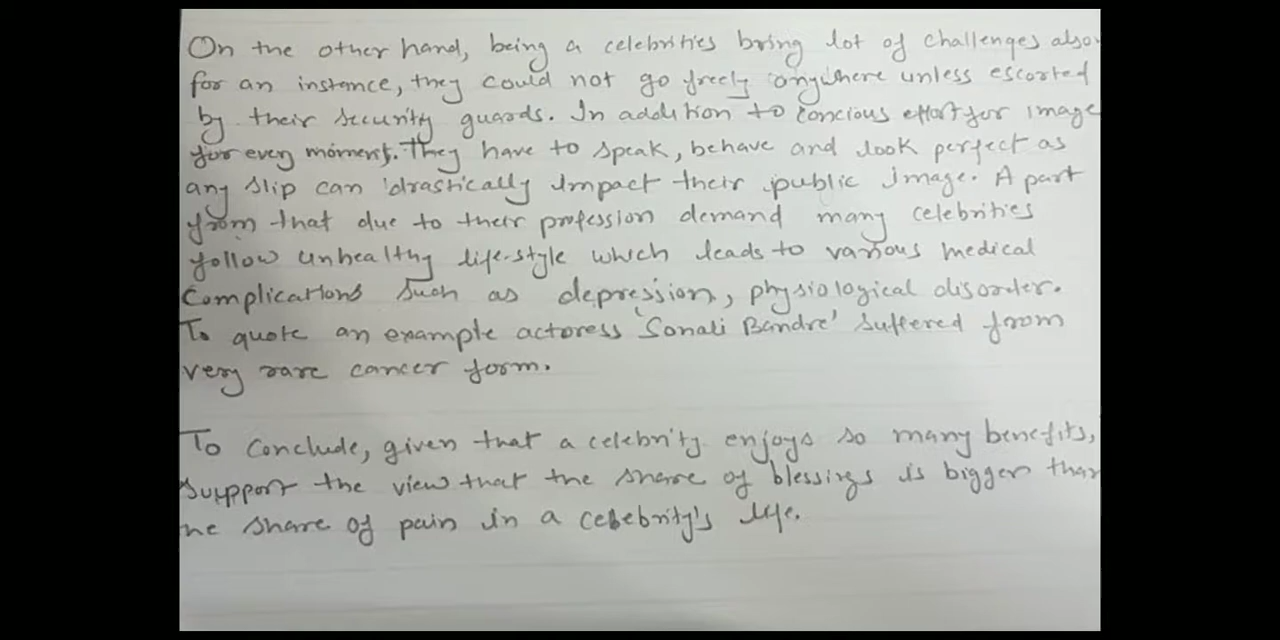 On the other hand, being a celebrities bring lot of challenges also
for an instance, they could not go freely anywhere unless escorted
by their security guards. In addition to concious effort for image
for every moment. They have to speak, behave and look perfect as
any slip can drastically impact their public image. A part
from that due to their profession demand many celebrities
follow unhealthy life-style which leads to various medical
complications such as depression, physiological disorder.
To quote an example actoress 'Sonali Bandre' suffered from
very rare cancer form.
To conclude, given that a celebrity enjoys so many benefits,
support the view that the share of blessings is bigger than
he share of pain in a celebrity's life.